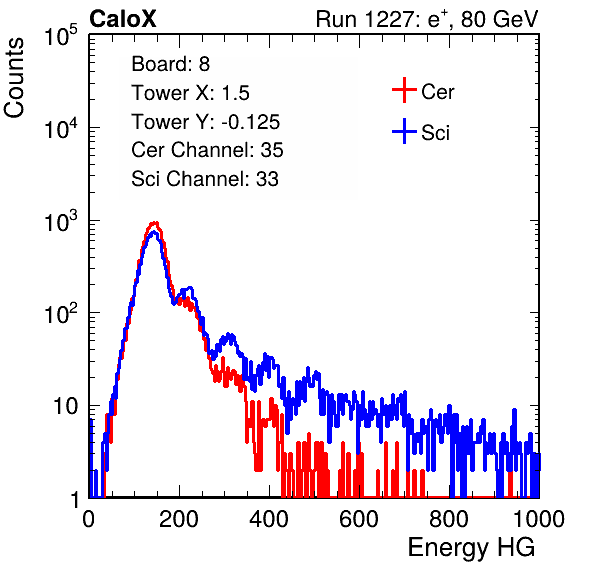 CaloX Run 1227: e⁺, 80 GeV
Counts
10⁵
10⁴
10³
10²
10
1
Board: 8
Tower X: 1.5
Tower Y: -0.125
Cer Channel: 35
Sci Channel: 33
Cer
Sci
0 200 400 600 800 1000
Energy HG